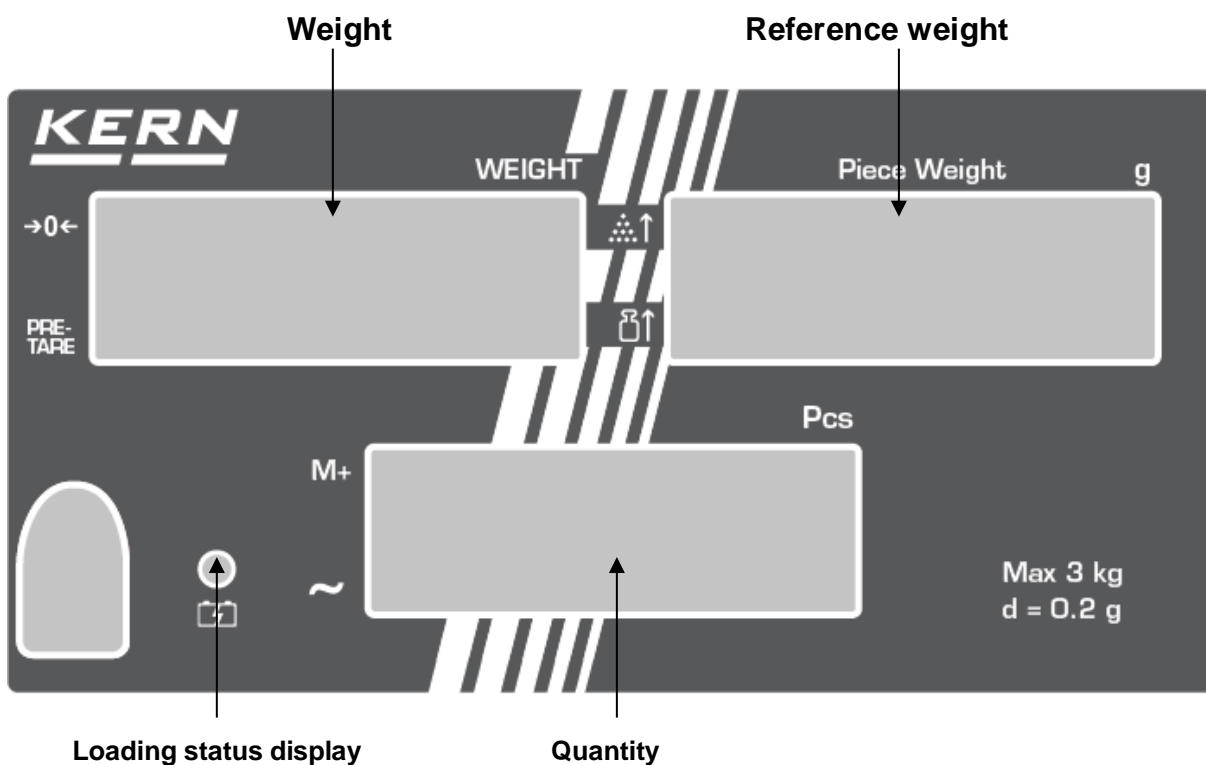 Weight
Reference weight
KERN
WEIGHT
Piece Weight g
→0←
PRE-
TARE
Pcs
M+
~
Max 3 kg
d = 0.2 g
Loading status display
Quantity